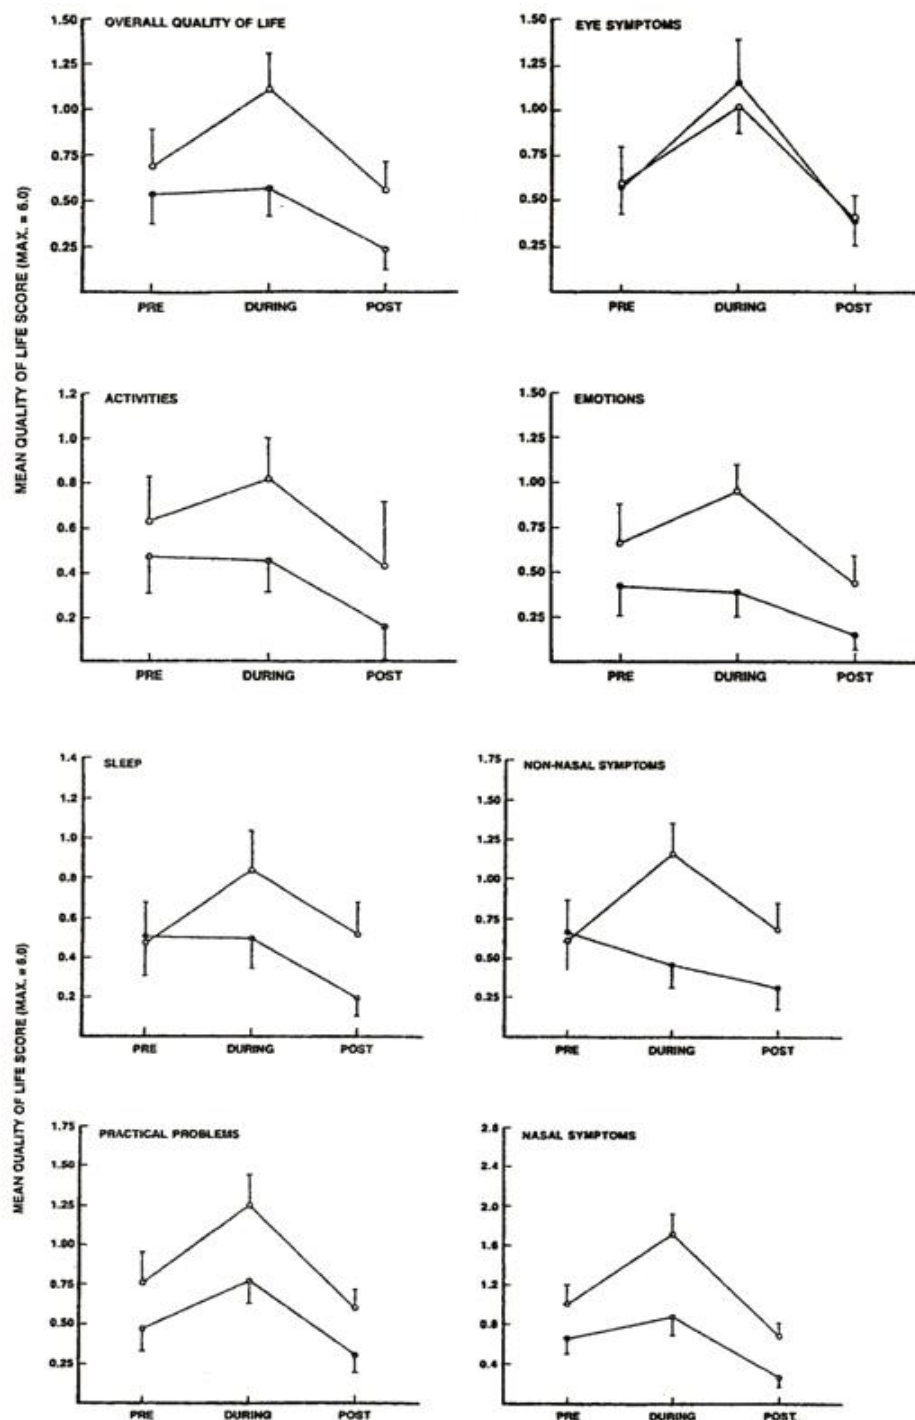 MEAN QUALITY OF LIFE SCORE (MAX. = 6.0)
OVERALL QUALITY OF LIFE
1.50
1.25
1.00
0.75
0.50
0.25
PRE DURING POST
EYE SYMPTOMS
1.50
1.25
1.00
0.75
0.50
0.25
PRE DURING POST
ACTIVITIES
1.2
1.0
0.8
0.6
0.4
0.2
PRE DURING POST
EMOTIONS
1.50
1.25
1.00
0.75
0.50
0.25
PRE DURING POST
MEAN QUALITY OF LIFE SCORE (MAX. = 6.0)
SLEEP
1.4
1.2
1.0
0.8
0.6
0.4
0.2
PRE DURING POST
NON-NASAL SYMPTOMS
1.75
1.50
1.25
1.00
0.75
0.50
0.25
PRE DURING POST
PRACTICAL PROBLEMS
1.75
1.50
1.25
1.00
0.75
0.50
0.25
PRE DURING POST
NASAL SYMPTOMS
2.8
2.4
2.0
1.6
1.2
0.8
0.4
PRE DURING POST